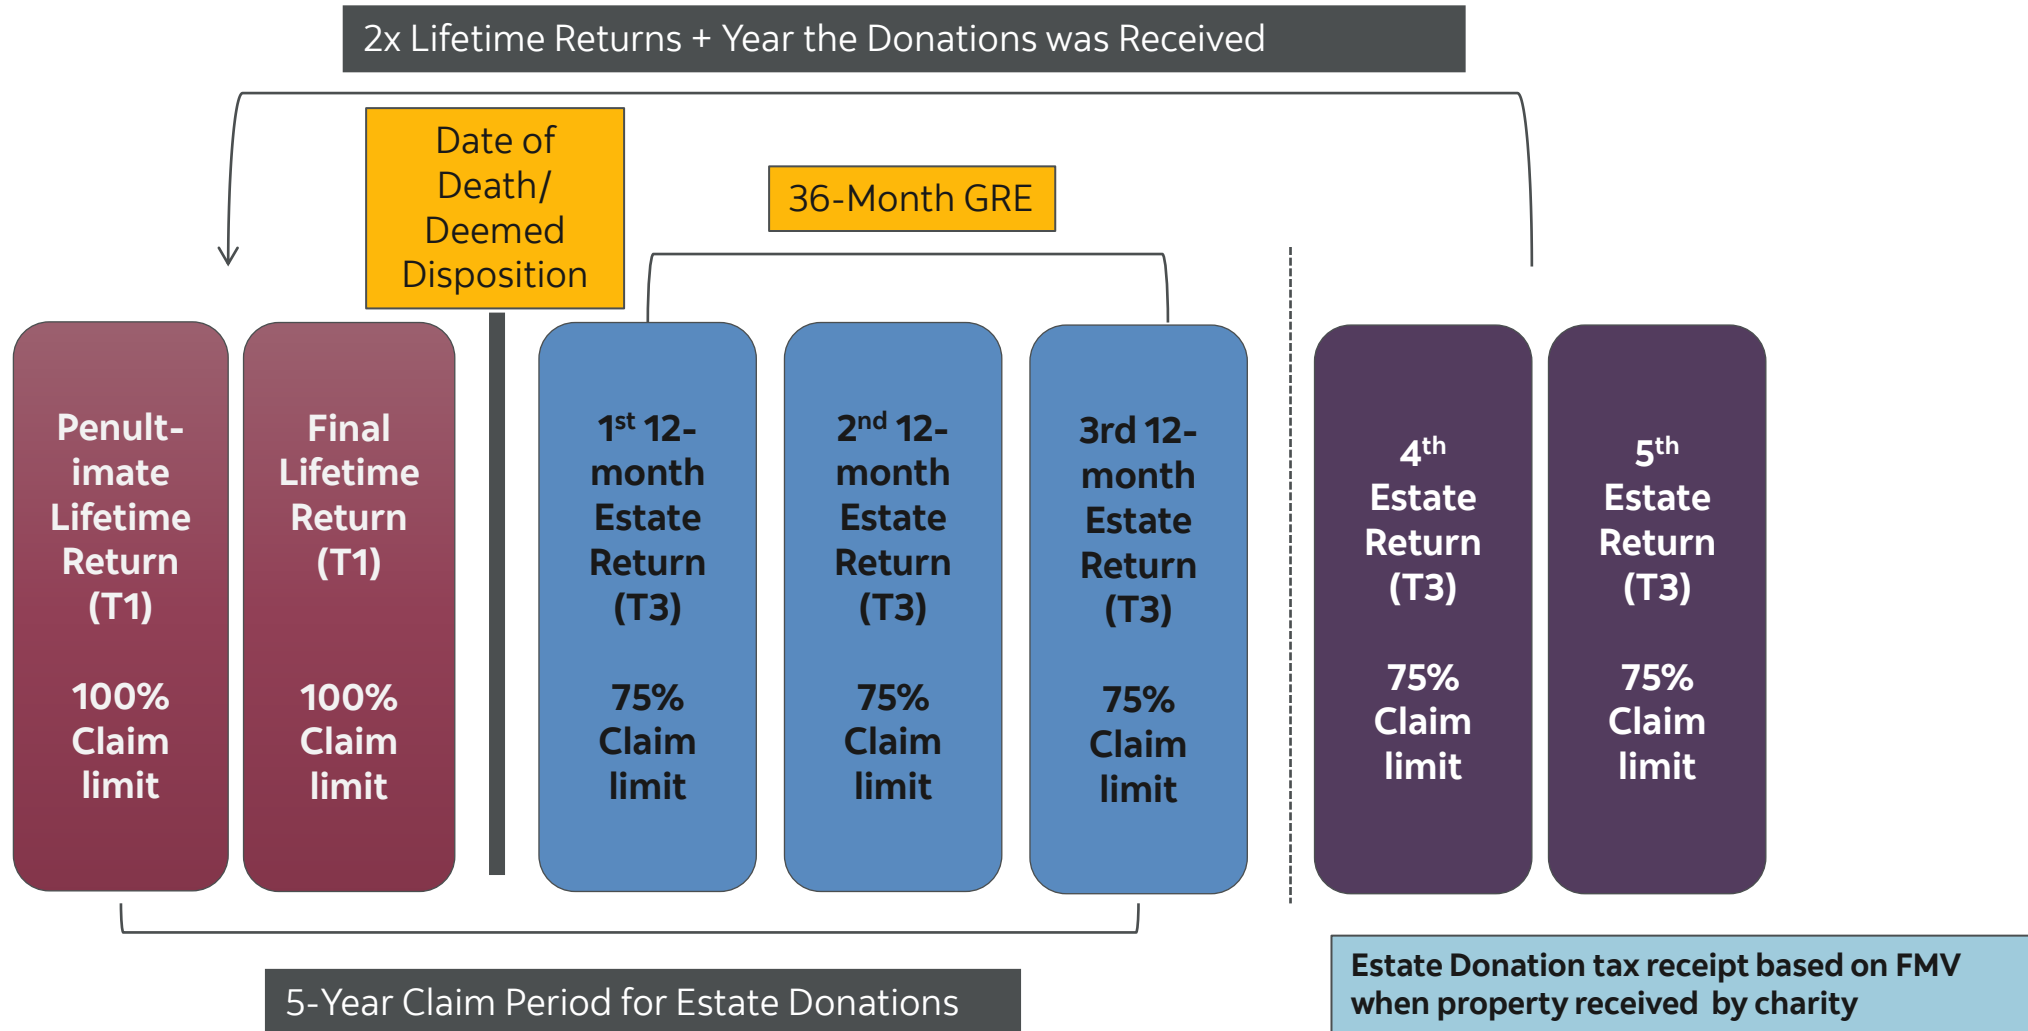 2x Lifetime Returns + Year the Donations was Received
Date of
Death/
Deemed
Disposition
36-Month GRE
Penult-
imate
Lifetime
Return
(T1)
100%
Claim
limit
Final
Lifetime
Return
(T1)
100%
Claim
limit
1st 12-
month
Estate
Return
(T3)
75%
Claim
limit
2nd 12-
month
Estate
Return
(T3)
75%
Claim
limit
3rd 12-
month
Estate
Return
(T3)
75%
Claim
limit
4th
Estate
Return
(T3)
75%
Claim
limit
5th
Estate
Return
(T3)
75%
Claim
limit
5-Year Claim Period for Estate Donations
Estate Donation tax receipt based on FMV
when property received by charity